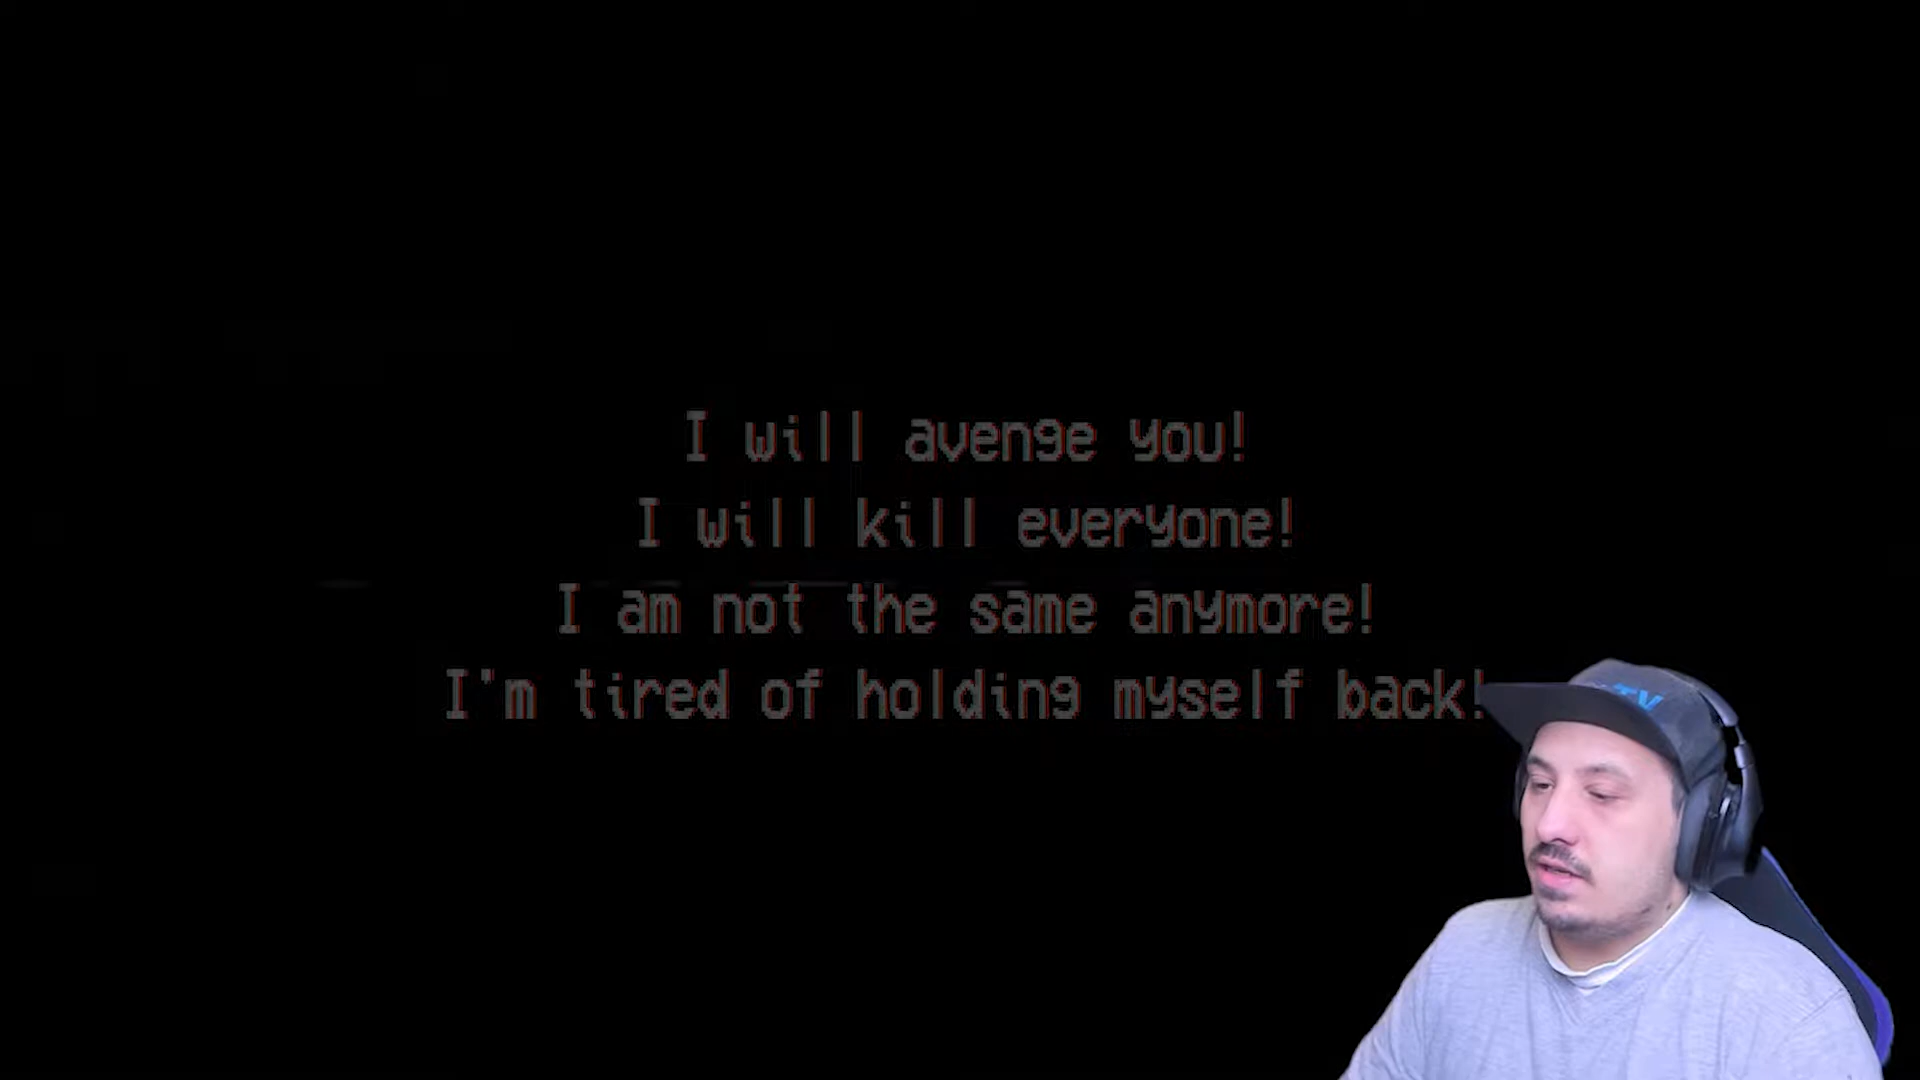 I will avenge you!
I will kill everyone!
I am not the same anymore!
I'm tired of holding myself back!